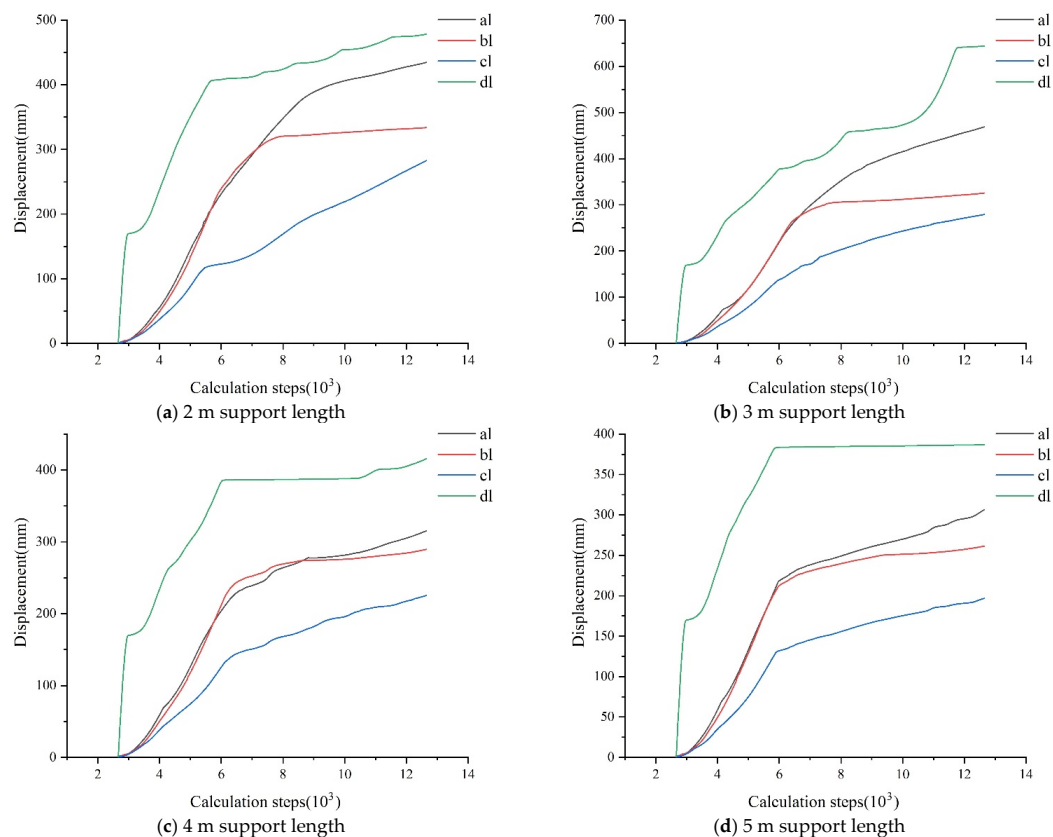 500
400
300
200
100
0
Displacement(mm)
2 4 6 8 10 12 14
Calculation steps(10³)
al
bl
cl
dl
(a) 2 m support length
700
600
500
400
300
200
100
0
Displacement(mm)
2 4 6 8 10 12 14
Calculation steps(10³)
al
bl
cl
dl
(b) 3 m support length
400
300
200
100
0
Displacement(mm)
2 4 6 8 10 12 14
Calculation steps(10³)
al
bl
cl
dl
(c) 4 m support length
400
350
300
250
200
150
100
50
0
Displacement(mm)
2 4 6 8 10 12 14
Calculation steps(10³)
al
bl
cl
dl
(d) 5 m support length